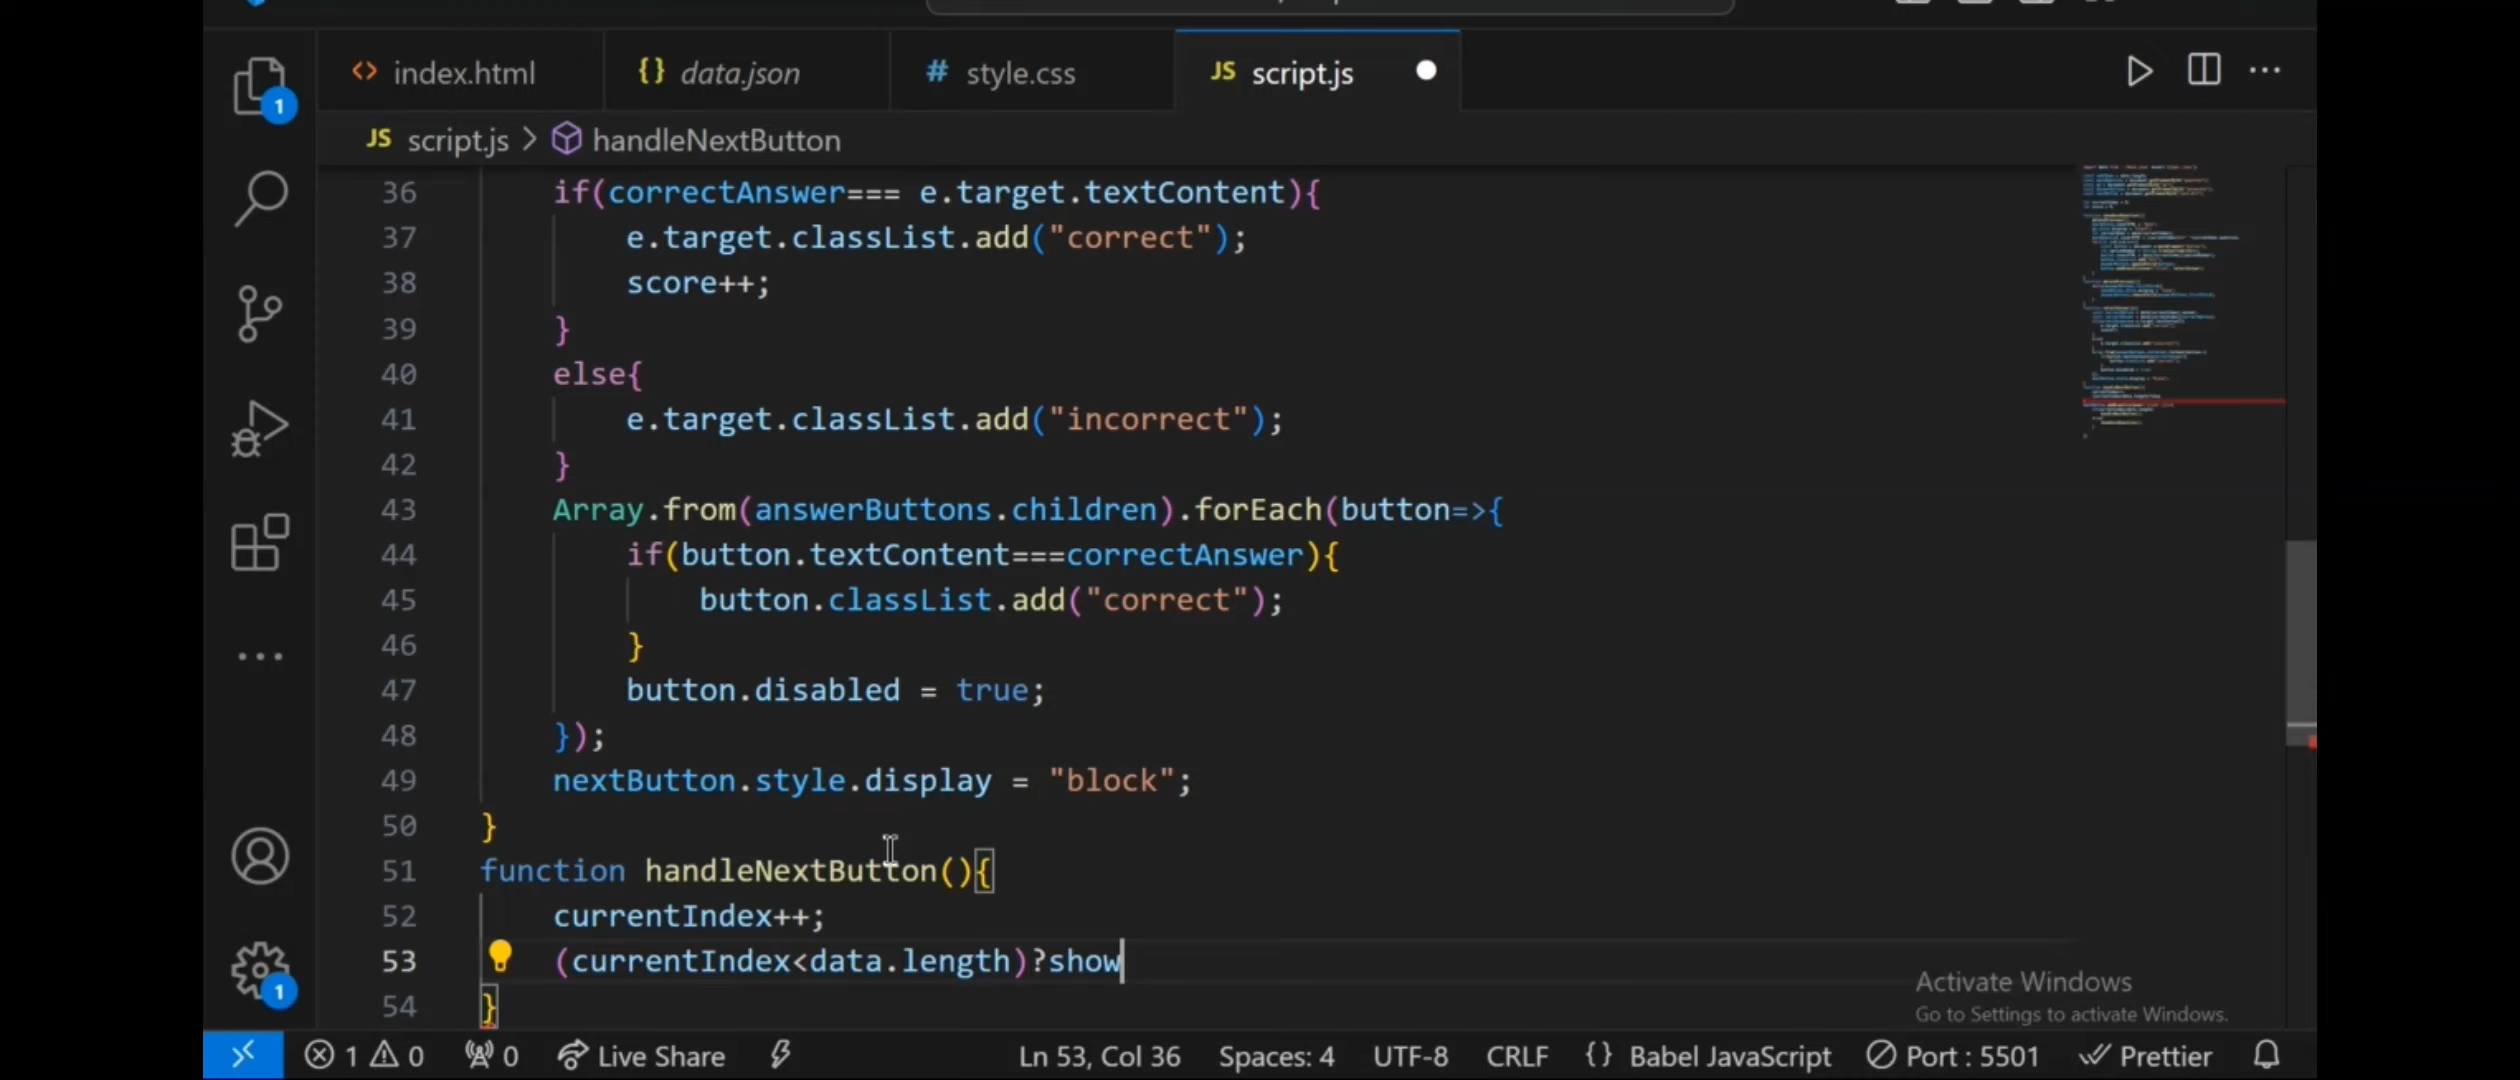 index.html
data.json
# style.css
JS script.js
JS script.js > handleNextButton
36 if(correctAnswer=== e.target.textContent){
37 e.target.classList.add("correct");
38 score++;
39 }
40 else{
41 e.target.classList.add("incorrect");
42 }
43 Array.from(answerButtons.children).forEach(button=>{
44 if(button.textContent===correctAnswer){
45 button.classList.add("correct");
46 }
47 button.disabled = true;
48 });
49 nextButton.style.display = "block";
50 }
51 function handleNextButton(){
52 currentIndex++;
53 (currentIndex<data.length)?show
54 }
1
1
Activate Windows
Go to Settings to activate Windows.
1 0 0 Live Share Ln 53, Col 36 Spaces: 4 UTF-8 CRLF {} Babel JavaScript Port : 5501 Prettier